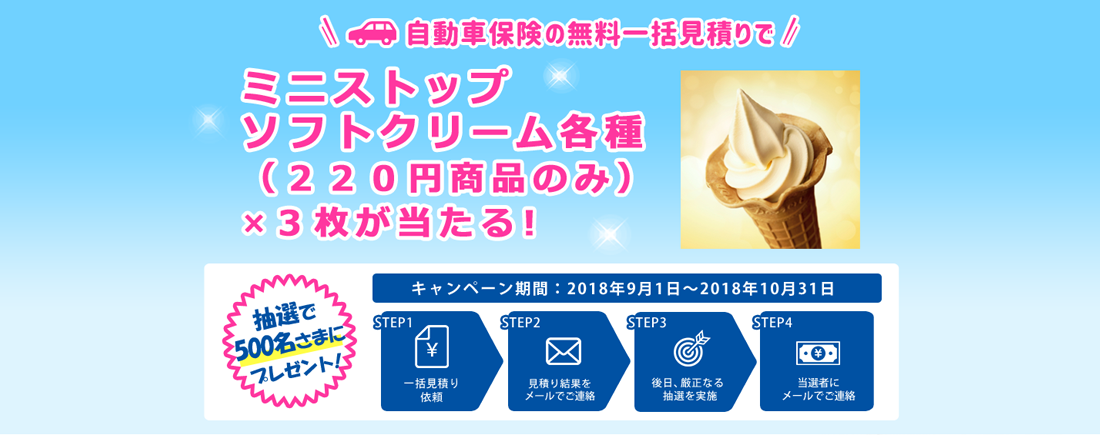 自動車保険の無料一括見積りで
ミニストップ
ソフトクリーム各種
（２２０円商品のみ）
×３枚が当たる!
抽選で
500名さまに
プレゼント!
キャンペーン期間：2018年9月1日～2018年10月31日
STEP1
¥
一括見積り
依頼
STEP2
見積り結果を
メールでご連絡
STEP3
後日、厳正なる
抽選を実施
STEP4
¥
当選者に
メールでご連絡